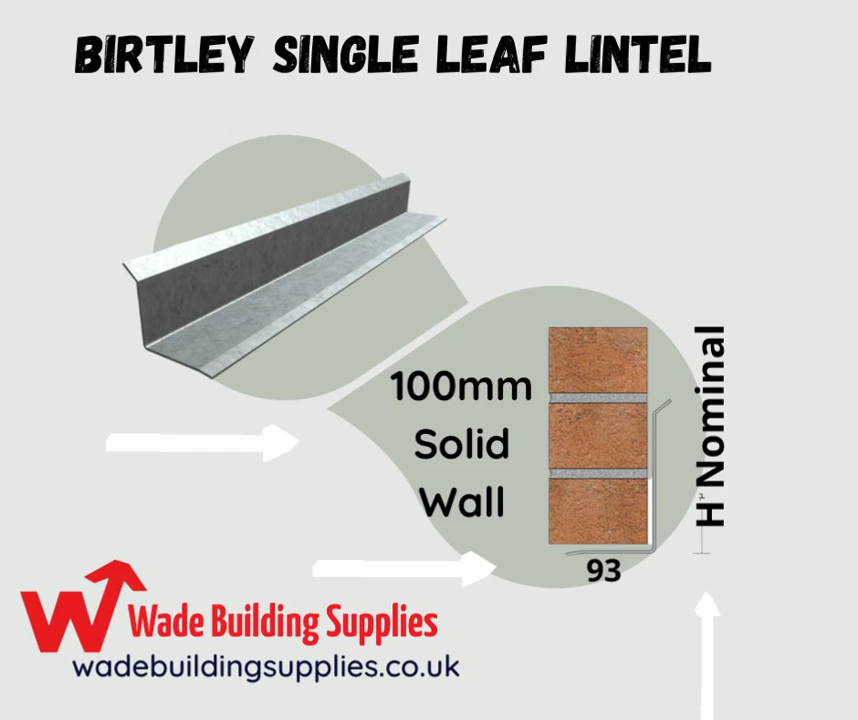 BIRTLEY SINGLE LEAF LINTEL
100mm
Solid
Wall
H Nominal
93
Wade Building Supplies
wadebuildingsupplies.co.uk